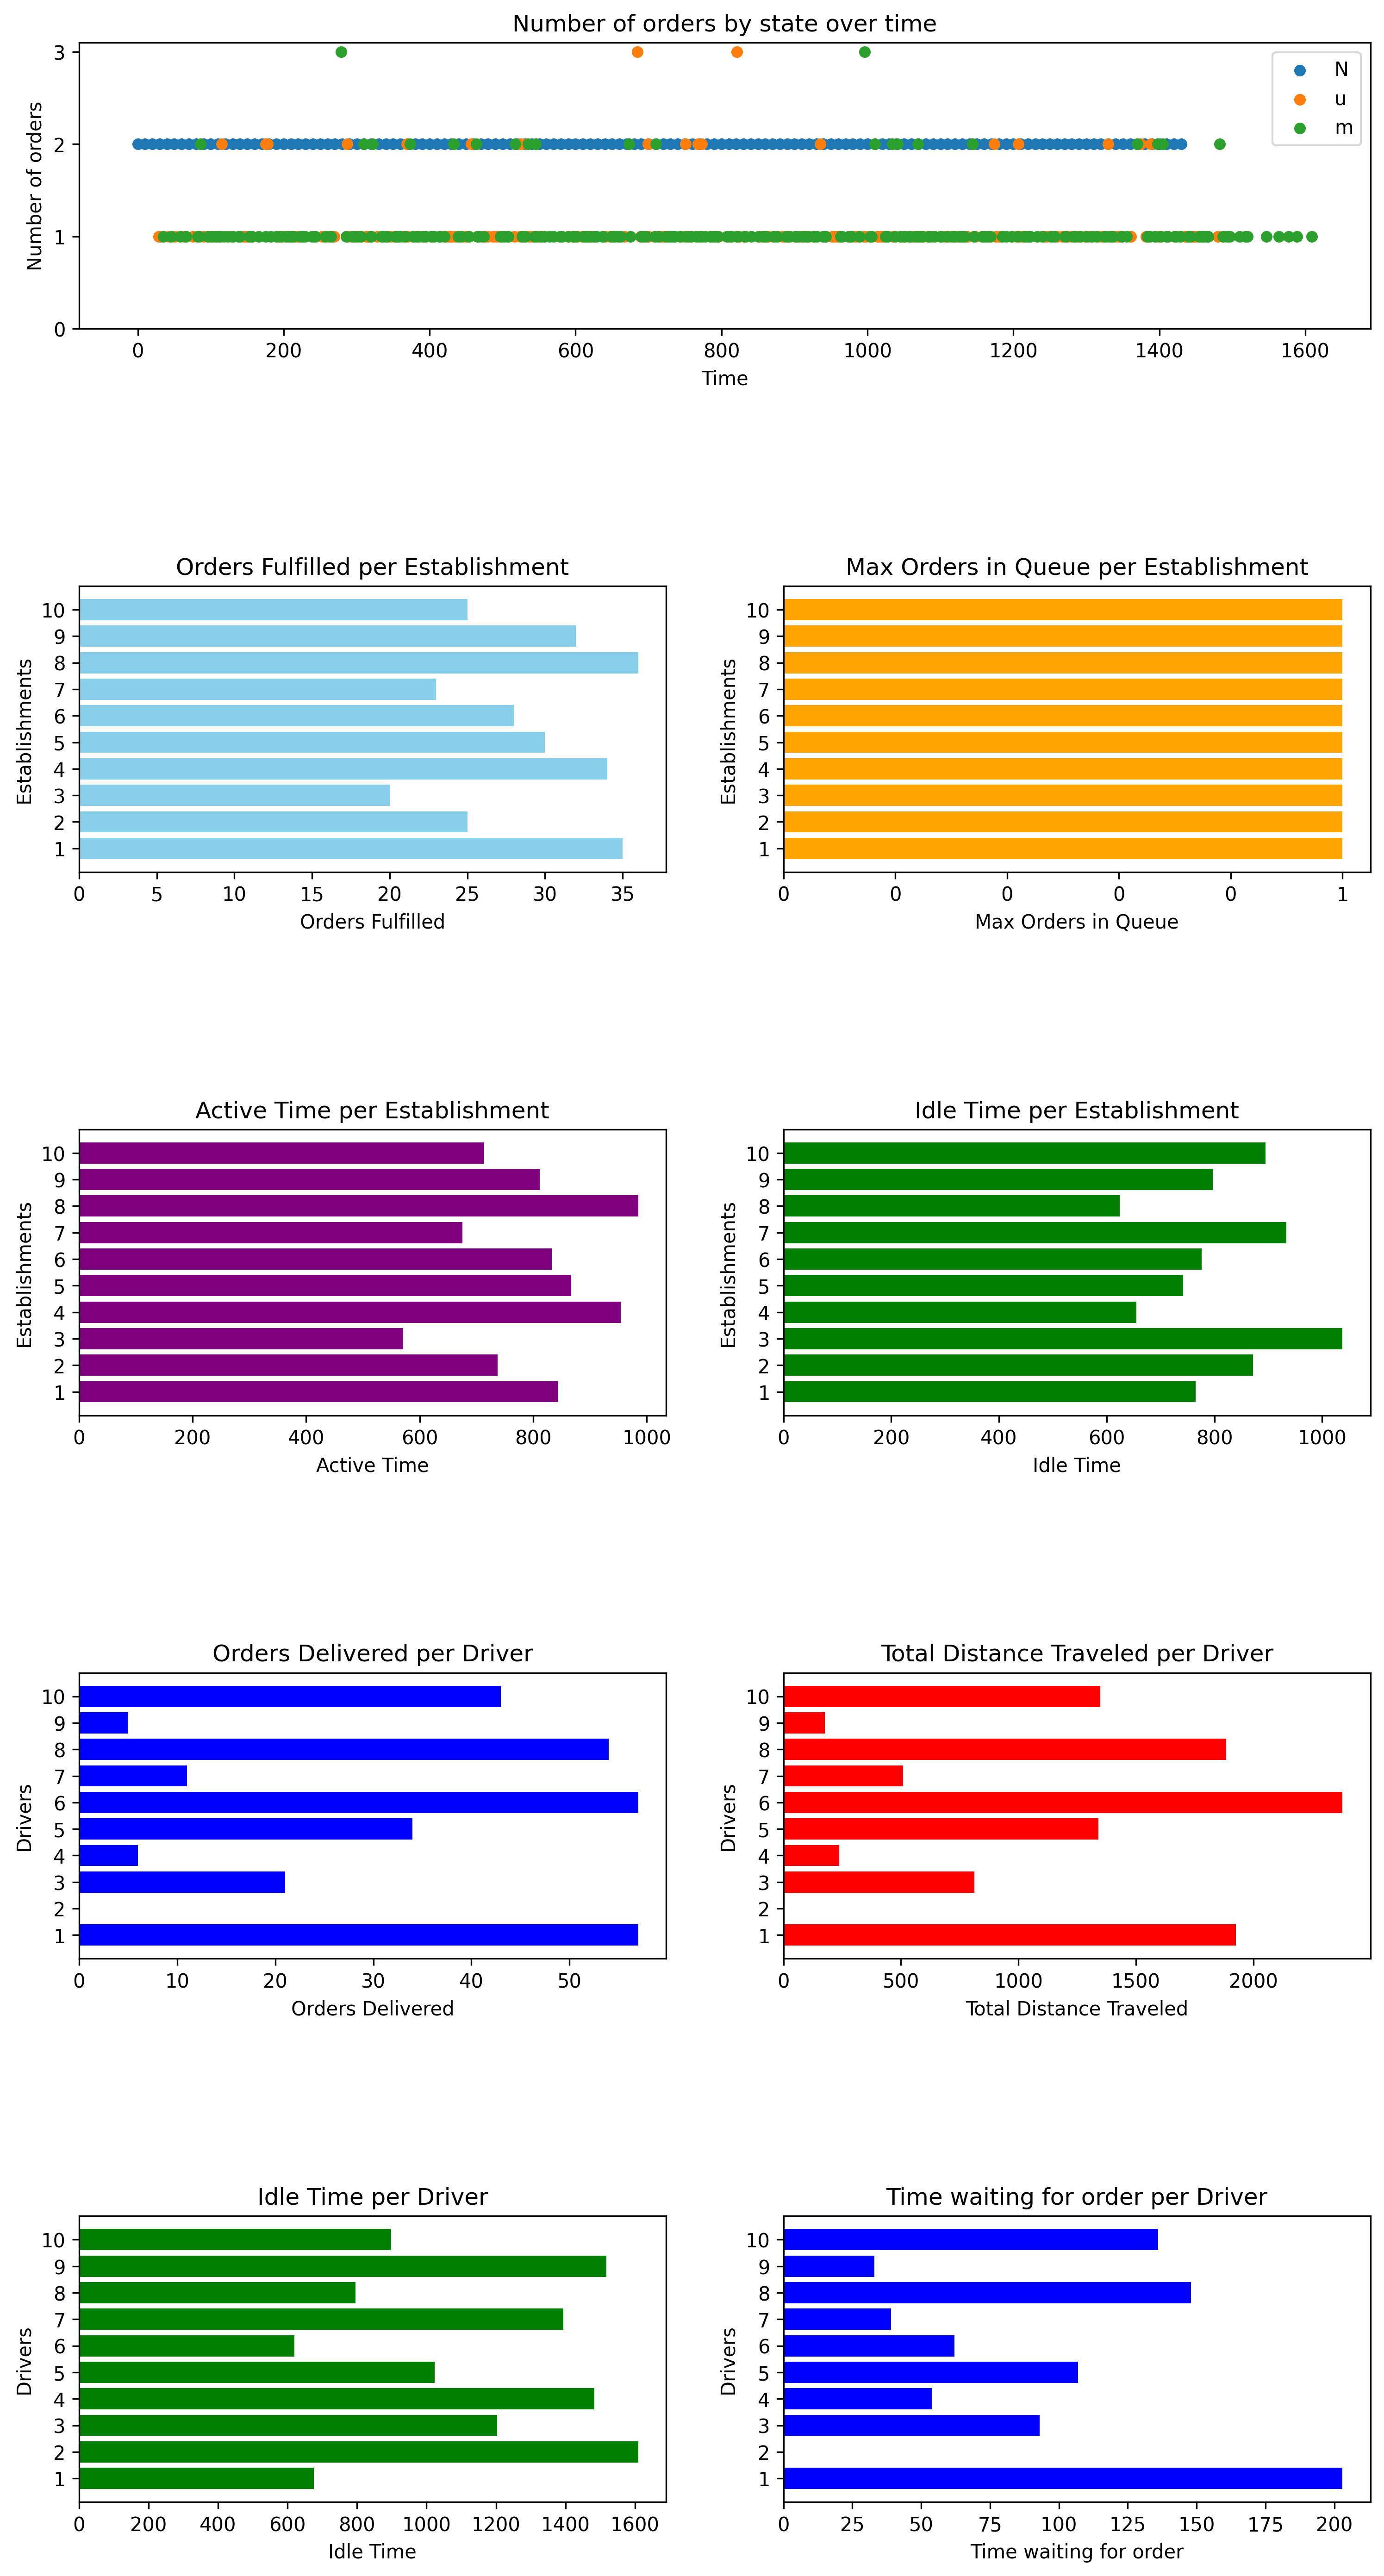 Number of orders by state over time
Number of orders
3
2
1
0
N
u
m
0 200 400 600 800 1000 1200 1400 1600
Time
Orders Fulfilled per Establishment
Establishments
10
9
8
7
6
5
4
3
2
1
0 5 10 15 20 25 30 35
Orders Fulfilled
Max Orders in Queue per Establishment
Establishments
10
9
8
7
6
5
4
3
2
1
0 0 0 0 0 1
Max Orders in Queue
Active Time per Establishment
Establishments
10
9
8
7
6
5
4
3
2
1
0 200 400 600 800 1000
Active Time
Idle Time per Establishment
Establishments
10
9
8
7
6
5
4
3
2
1
0 200 400 600 800 1000
Idle Time
Orders Delivered per Driver
Drivers
10
9
8
7
6
5
4
3
2
1
0 10 20 30 40 50
Orders Delivered
Total Distance Traveled per Driver
Drivers
10
9
8
7
6
5
4
3
2
1
0 500 1000 1500 2000
Total Distance Traveled
Idle Time per Driver
Drivers
10
9
8
7
6
5
4
3
2
1
0 200 400 600 800 1000 1200 1400 1600
Idle Time
Time waiting for order per Driver
Drivers
10
9
8
7
6
5
4
3
2
1
0 25 50 75 100 125 150 175 200
Time waiting for order